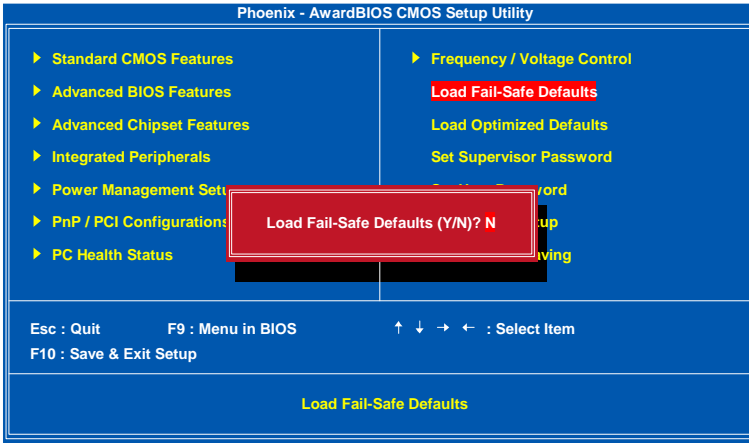 Phoenix - AwardBIOS CMOS Setup Utility
Standard CMOS Features
Advanced BIOS Features
Advanced Chipset Features
Integrated Peripherals
Power Management Setu
PnP / PCI Configurations
PC Health Status
Frequency / Voltage Control
Load Fail-Safe Defaults
Load Optimized Defaults
Set Supervisor Password
Load Fail-Safe Defaults (Y/N)? N
Esc : Quit F9 : Menu in BIOS ↑ ↓ → ← : Select Item
F10 : Save & Exit Setup
Load Fail-Safe Defaults